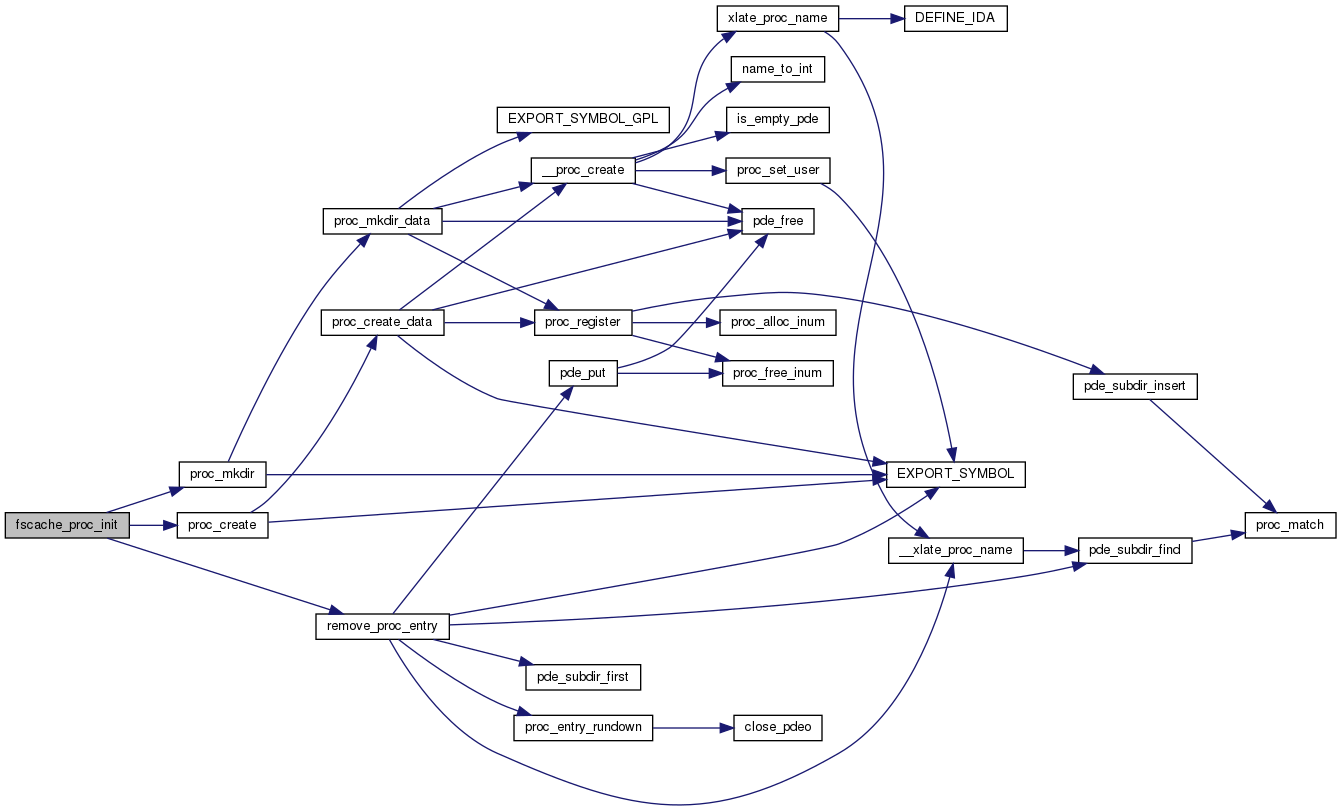 xlate_proc_name
DEFINE_IDA
name_to_int
EXPORT_SYMBOL_GPL
is_empty_pde
__proc_create
proc_set_user
proc_mkdir_data
pde_free
proc_create_data
proc_register
proc_alloc_inum
pde_put
proc_free_inum
pde_subdir_insert
proc_mkdir
EXPORT_SYMBOL
fscache_proc_init
proc_create
proc_match
__xlate_proc_name
pde_subdir_find
remove_proc_entry
pde_subdir_first
proc_entry_rundown
close_pdeo